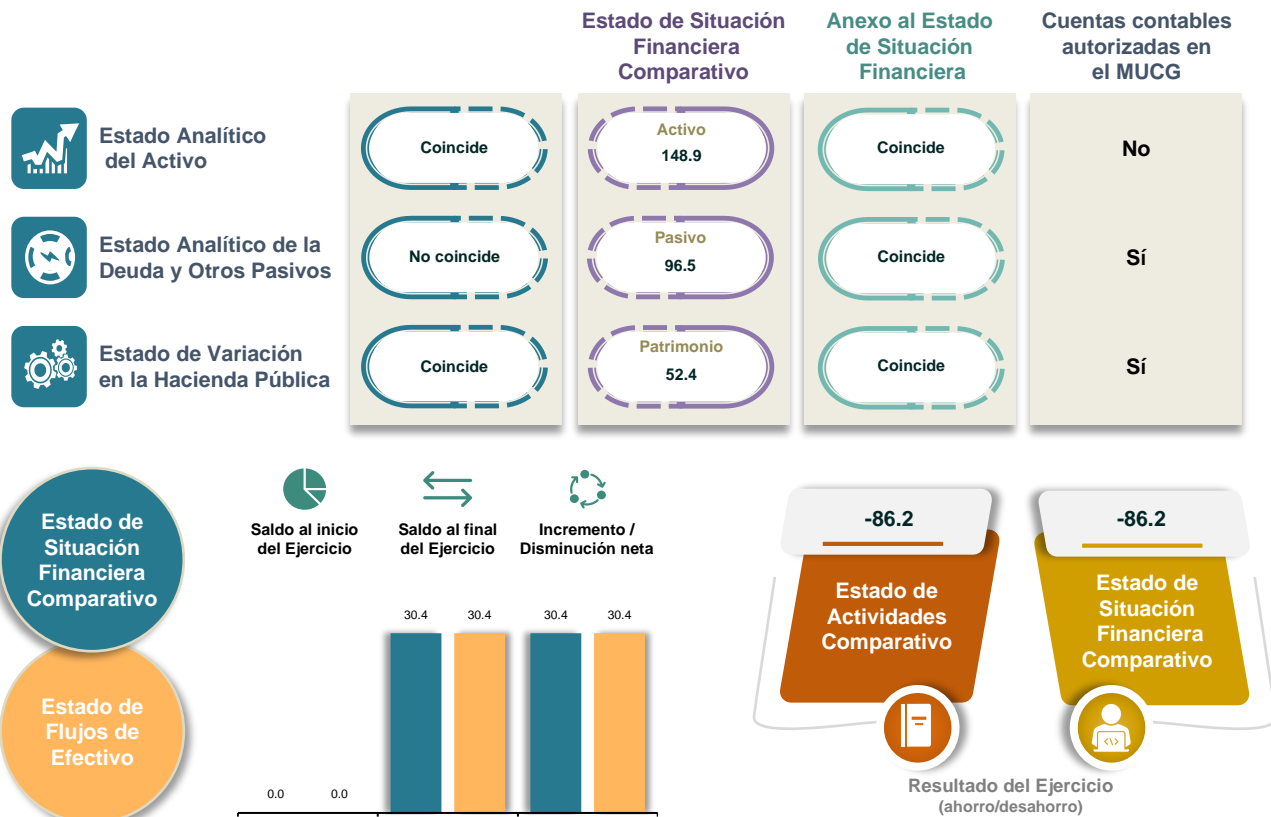 Estado de Situación
Financiera
Comparativo
Anexo al Estado
de Situación
Financiera
Cuentas contables
autorizadas en
el MUCG
Estado Analítico
del Activo
Coincide
Activo
148.9
Coincide
No
Estado Analítico de la
Deuda y Otros Pasivos
No coincide
Pasivo
96.5
Coincide
Sí
Estado de Variación
en la Hacienda Pública
Coincide
Patrimonio
52.4
Coincide
Sí
Estado de
Situación
Financiera
Comparativo
Estado de
Flujos de
Efectivo
Saldo al inicio
del Ejercicio
Saldo al final
del Ejercicio
Incremento /
Disminución neta
0.0
0.0
30.4
30.4
30.4
30.4
-86.2
Estado de
Actividades
Comparativo
-86.2
Estado de
Situación
Financiera
Comparativo
Resultado del Ejercicio
(ahorro/desahorro)